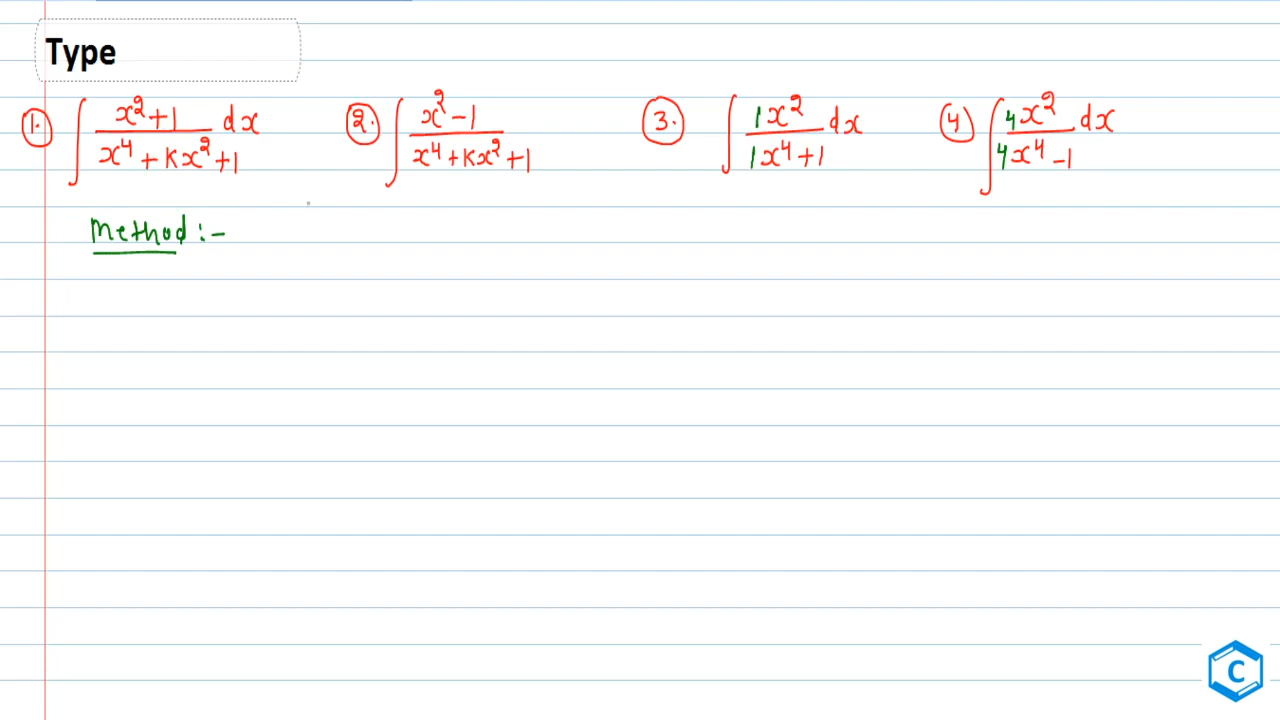 Type
1. ∫ x²+1 / x⁴+kx²+1 dx 2. ∫ x²-1 / x⁴+kx²+1 3. ∫ 1x² / 1x⁴+1 dx 4) ∫ 4x² / 4x⁴-1 dx
Method :-
C